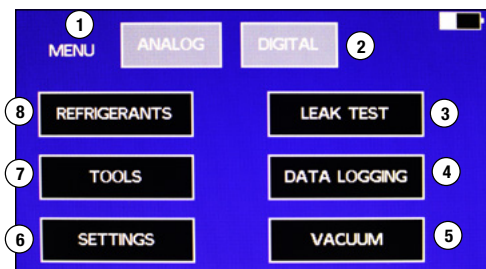 1
MENU ANALOG DIGITAL 2
8 REFRIGERANTS LEAK TEST 3
7 TOOLS DATA LOGGING 4
6 SETTINGS VACUUM 5